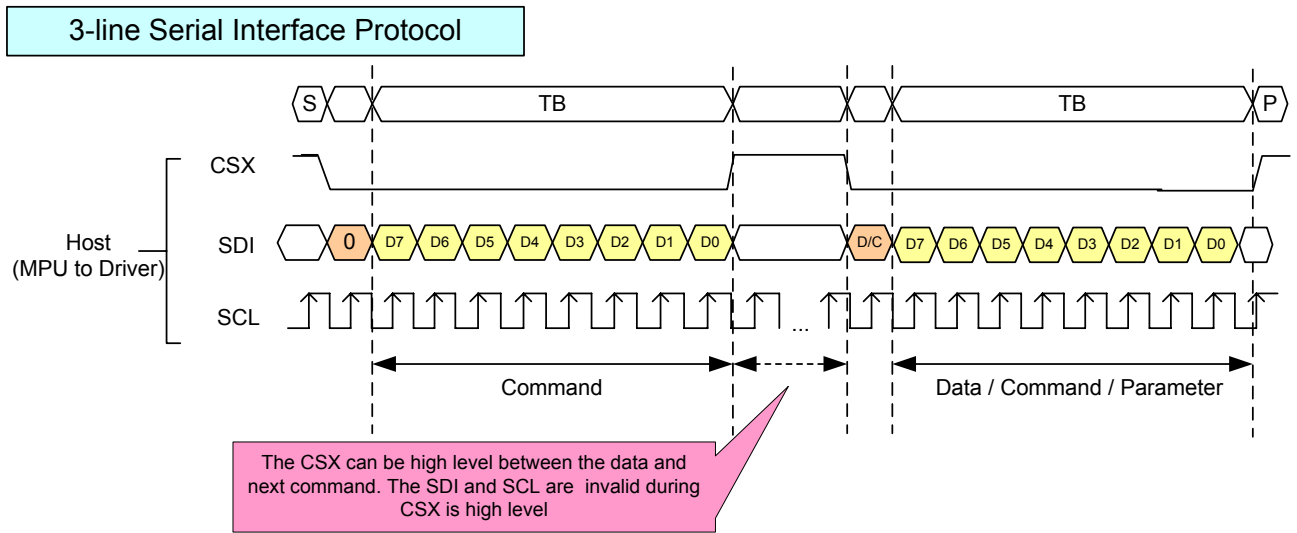 3-line Serial Interface Protocol
S TB TB P
CSX
Host
(MPU to Driver)
SDI 0 D7 D6 D5 D4 D3 D2 D1 D0 D/C D7 D6 D5 D4 D3 D2 D1 D0
SCL ...
Command Data / Command / Parameter
The CSX can be high level between the data and
next command. The SDI and SCL are invalid during
CSX is high level